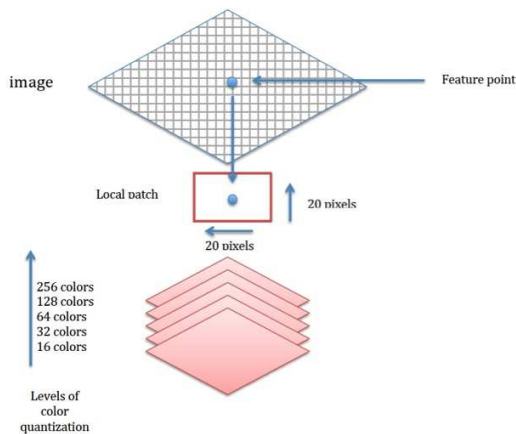 image
Feature point
Local patch
20 pixels
20 pixels
256 colors
128 colors
64 colors
32 colors
16 colors
Levels of
color
quantization